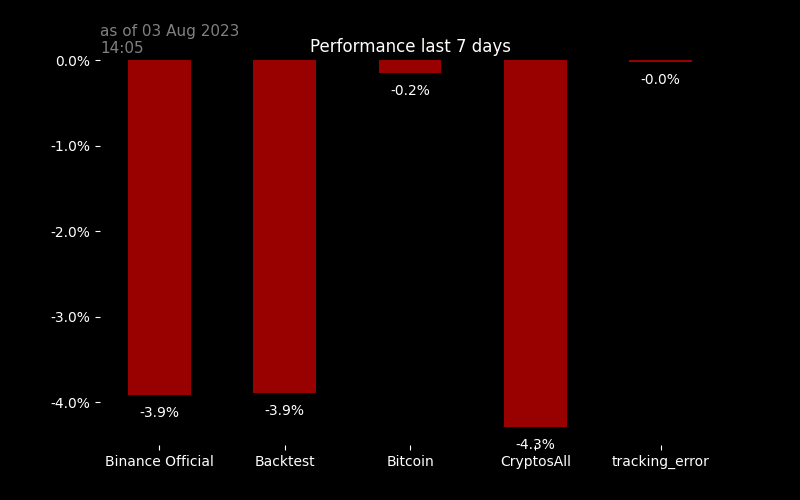 as of 03 Aug 2023
14:05
Performance last 7 days
0.0%
-1.0%
-2.0%
-3.0%
-4.0%
-3.9%
-3.9%
-0.2%
-4.3%
-0.0%
Binance Official
Backtest
Bitcoin
CryptosAll
tracking_error